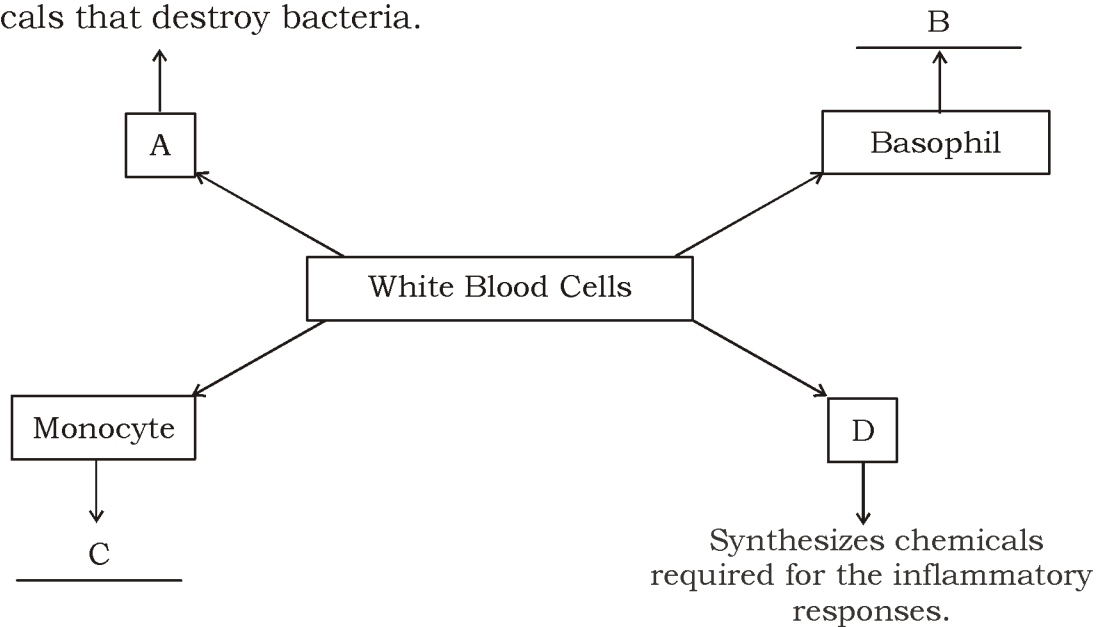 cals that destroy bacteria.
B
A
Basophil
White Blood Cells
Monocyte
D
C
Synthesizes chemicals
required for the inflammatory
responses.